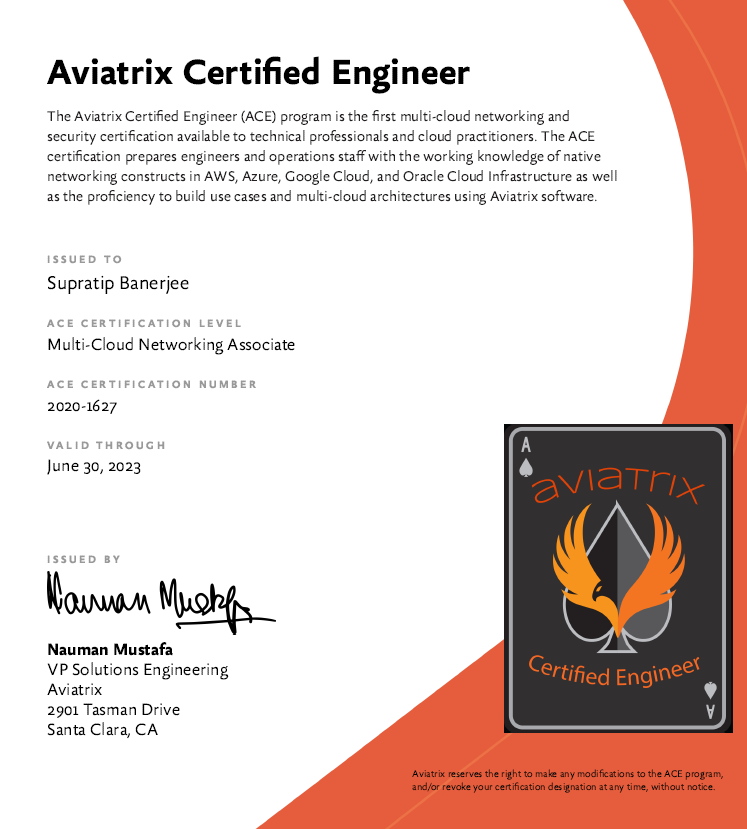 Aviatrix Certified Engineer
The Aviatrix Certified Engineer (ACE) program is the first multi-cloud networking and
security certification available to technical professionals and cloud practitioners. The ACE
certification prepares engineers and operations staff with the working knowledge of native
networking constructs in AWS, Azure, Google Cloud, and Oracle Cloud Infrastructure as well
as the proficiency to build use cases and multi-cloud architectures using Aviatrix software.
ISSUED TO
Supratip Banerjee
ACE CERTIFICATION LEVEL
Multi-Cloud Networking Associate
ACE CERTIFICATION NUMBER
2020-1627
VALID THROUGH
June 30, 2023
A
aviatrix
Certified Engineer
A
ISSUED BY
Nauman Mustafa
Nauman Mustafa
VP Solutions Engineering
Aviatrix
2901 Tasman Drive
Santa Clara, CA
Aviatrix reserves the right to make any modifications to the ACE program,
and/or revoke your certification designation at any time, without notice.